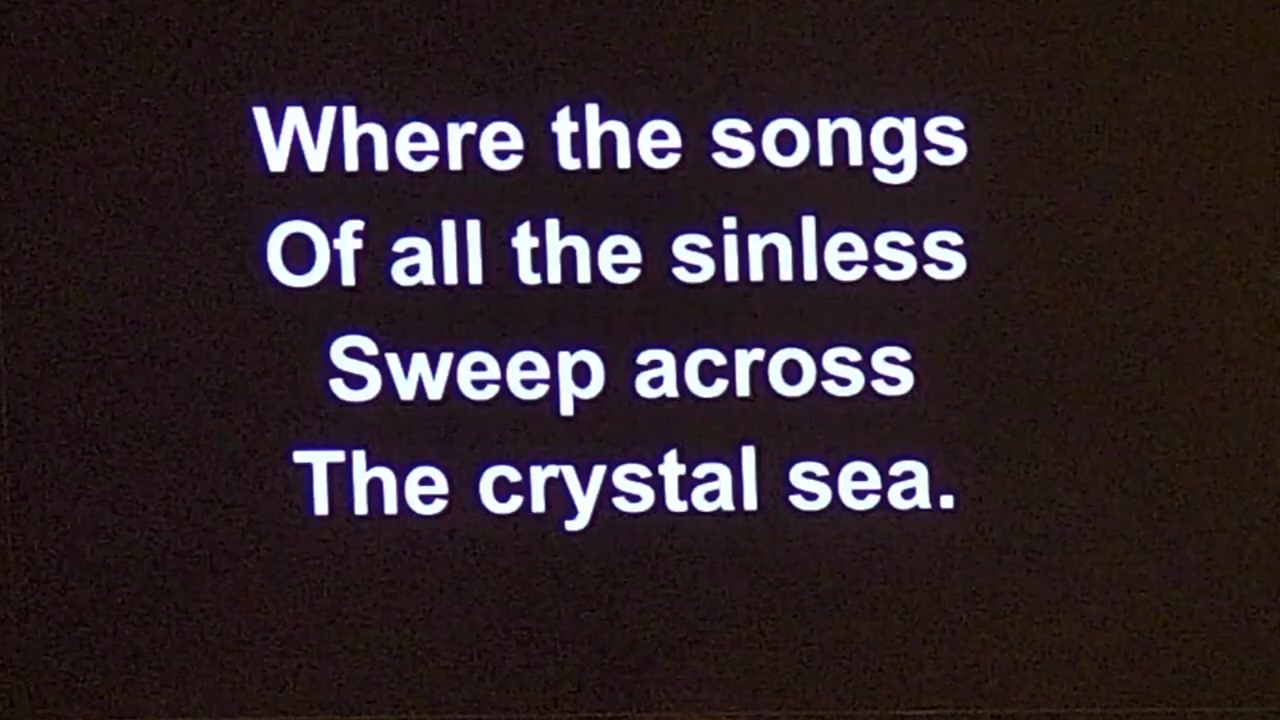 Where the songs
Of all the sinless
Sweep across
The crystal sea.